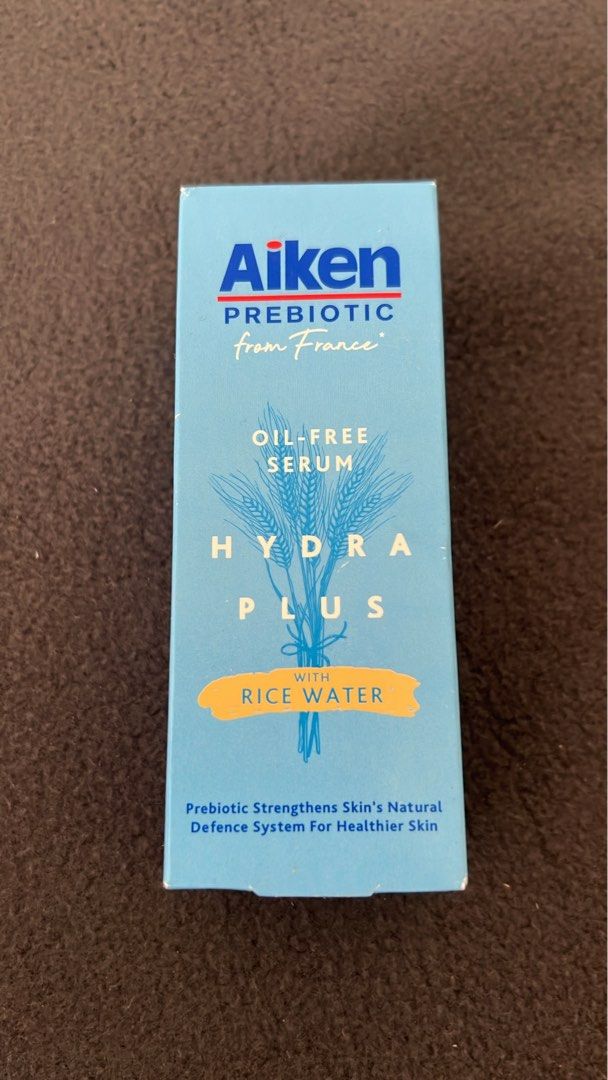 Aiken
PREBIOTIC
from France*
OIL-FREE
SERUM
HYDRA
PLUS
WITH
RICE WATER
Prebiotic Strengthens Skin's Natural
Defence System For Healthier Skin